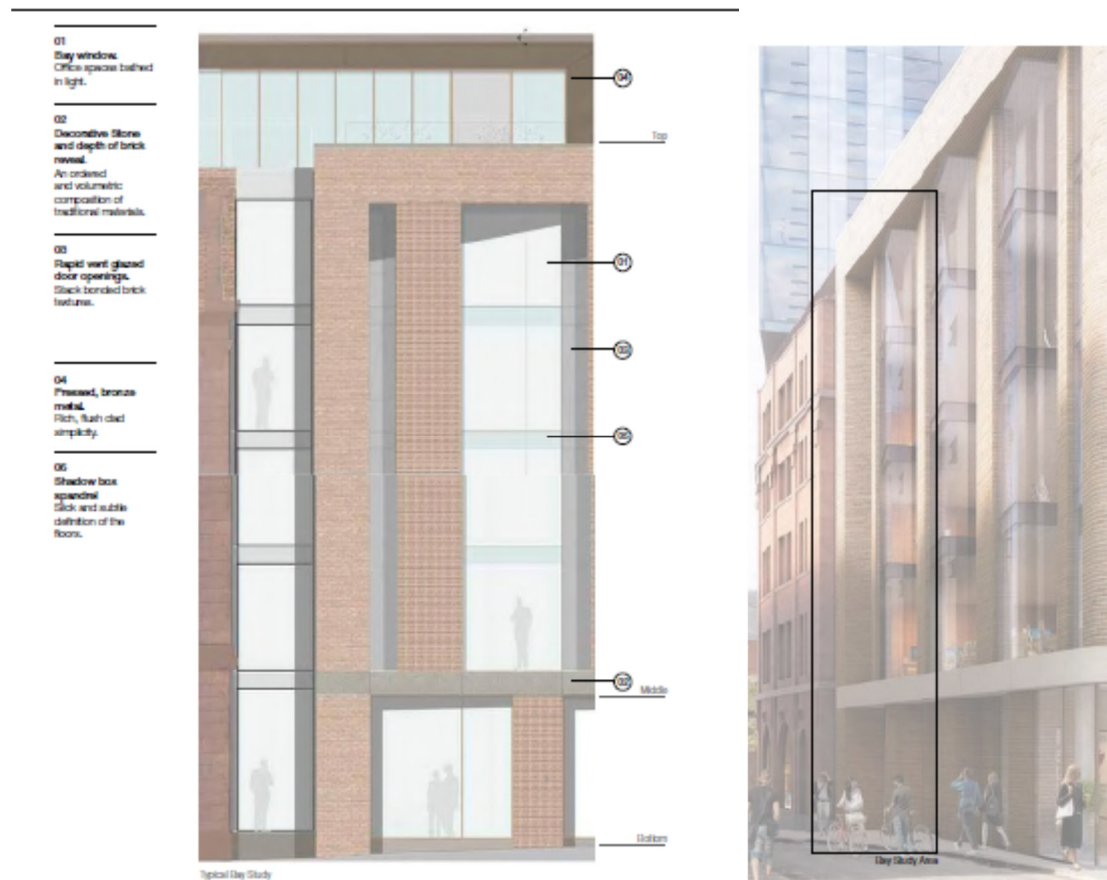 01
Bay window.
Office spaces bathed
in light.
02
Decorative Stone
and depth of brick
reveal.
An ordered
and volumetric
composition of
traditional materials.
03
Rapid vent glazed
door openings.
Stack bonded brick
textures.
04
Pressed, bronze
metal.
Rich, flush clad
simplicity.
05
Shadow box
spandrel
Slick and subtle
definition of the
floors.
04
Top
01
03
05
02
Middle
Bottom
Typical Bay Study
Bay Study Area